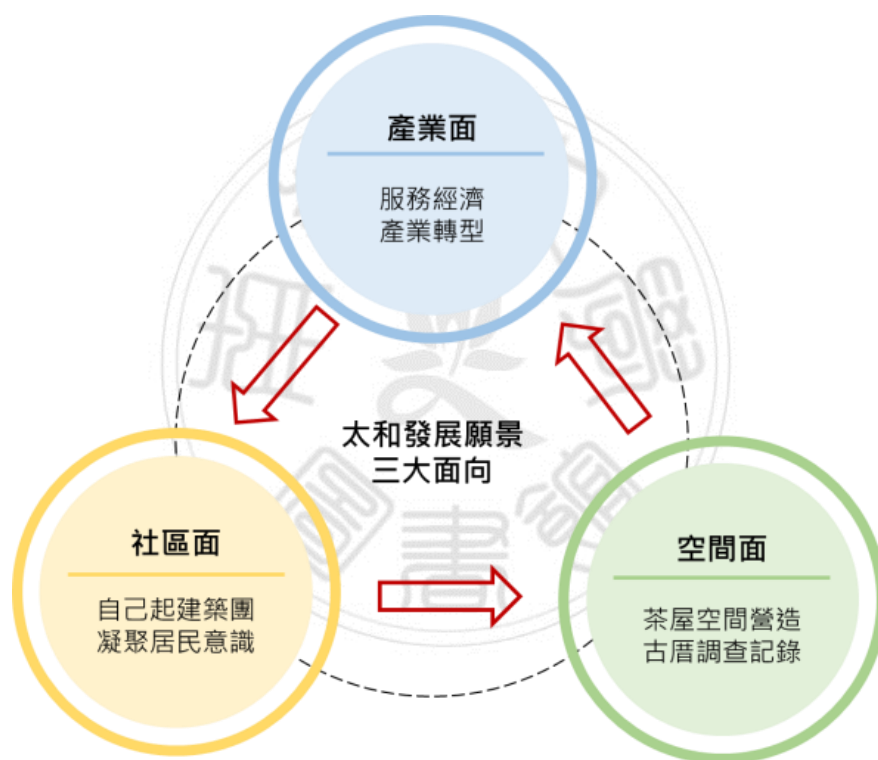 產業面
服務經濟
產業轉型
太和發展願景
三大面向
社區面
自己起建築團
凝聚居民意識
空間面
茶屋空間營造
古厝調查記錄